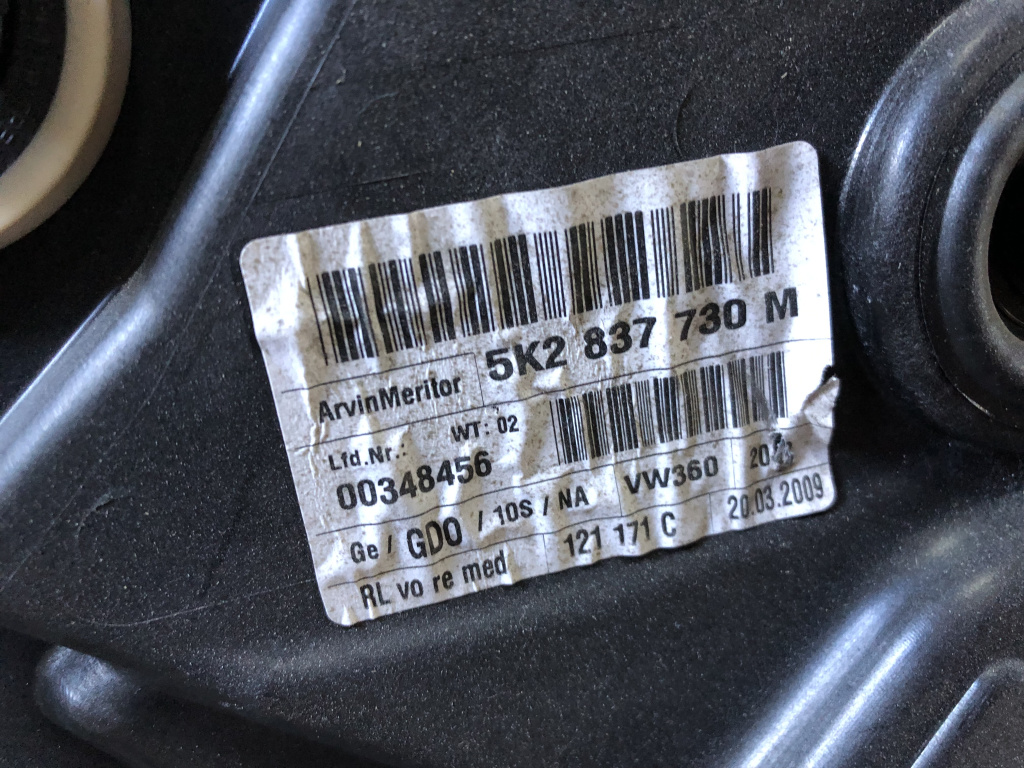 5K2 837 730 M
ArvinMeritor
WT: 02
Lfd.Nr.:
00348456
VW360
Ge / GDO / 10S / NA
20.03.2009
121 171 C
RL vo re med